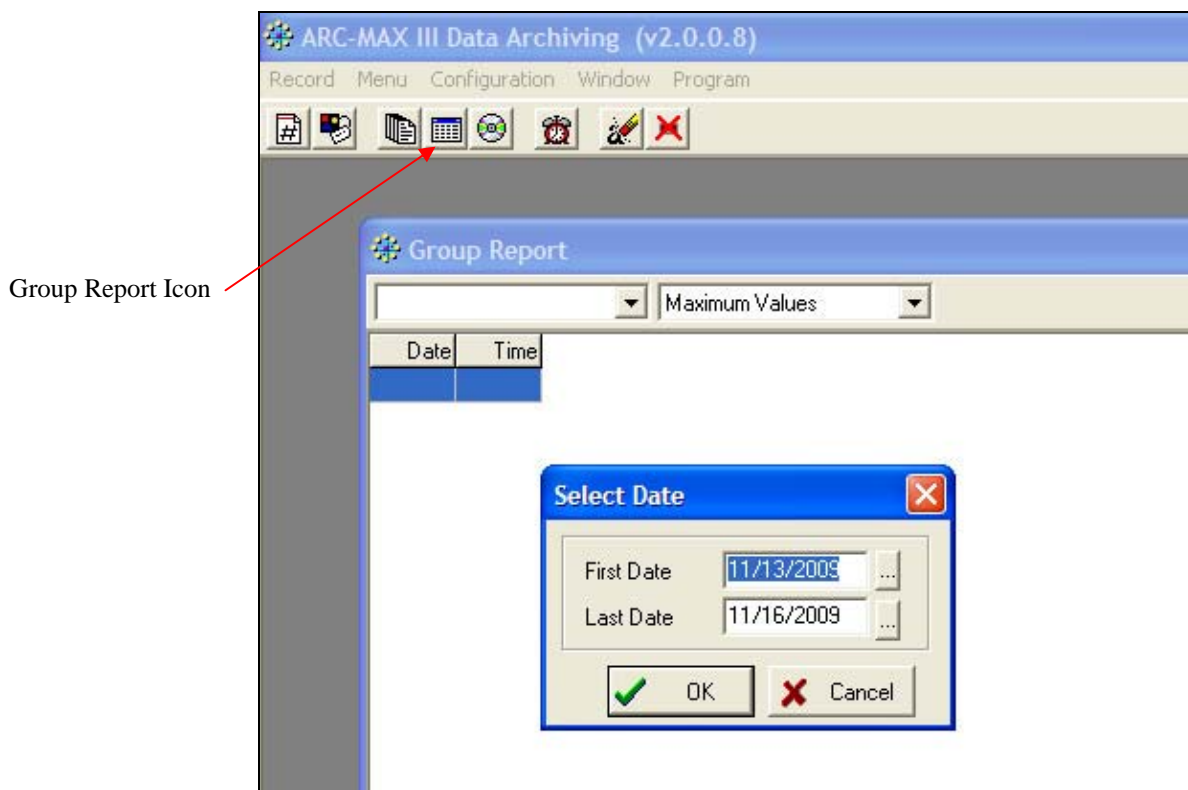 ARC-MAX III Data Archiving (v2.0.0.8)
Record Menu Configuration Window Program
#
Group Report
Group Report Icon
Maximum Values
Date Time
Select Date
First Date 11/13/2009 ...
Last Date 11/16/2009 ...
OK Cancel